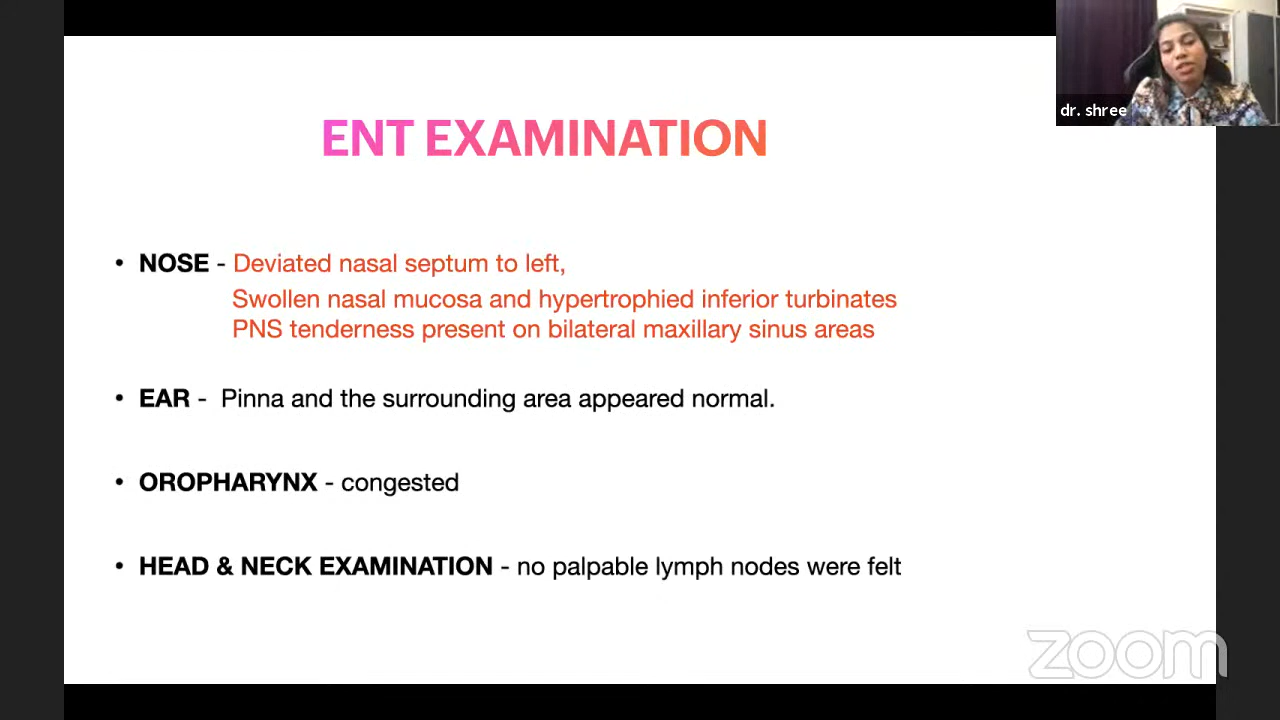 dr. shree
ENT EXAMINATION
• NOSE - Deviated nasal septum to left,
Swollen nasal mucosa and hypertrophied inferior turbinates
PNS tenderness present on bilateral maxillary sinus areas
• EAR - Pinna and the surrounding area appeared normal.
• OROPHARYNX - congested
• HEAD & NECK EXAMINATION - no palpable lymph nodes were felt
zoom